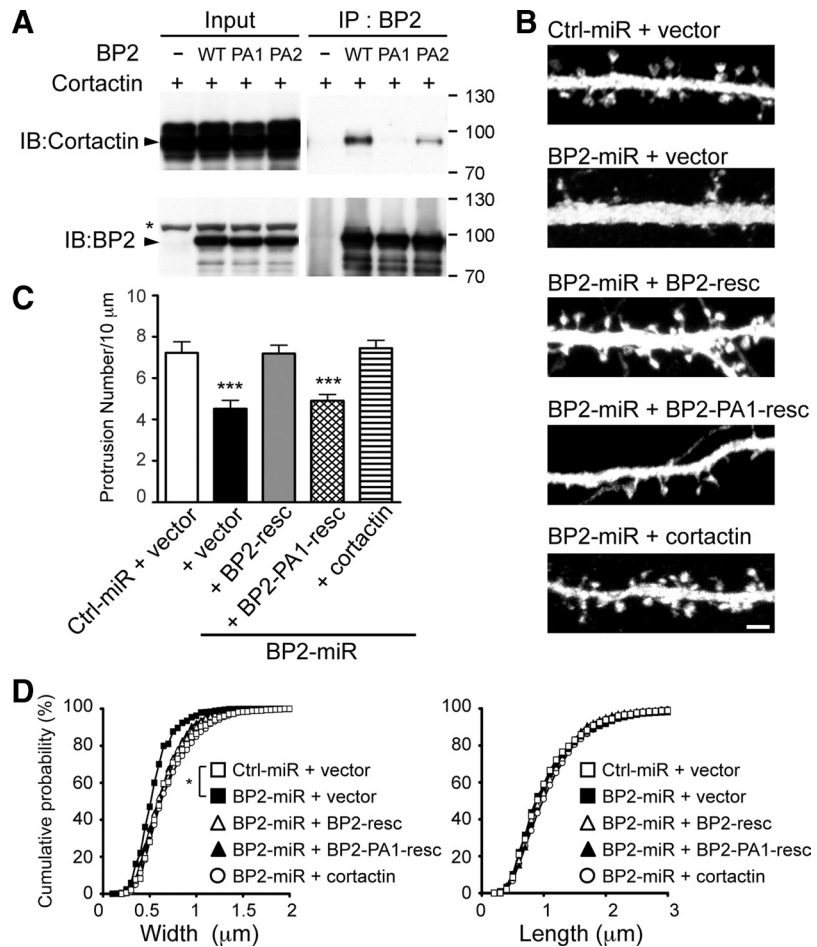 A
Input
IP : BP2
BP2
– WT PA1 PA2
– WT PA1 PA2
Cortactin
+ + + +
+ + + +
IB:Cortactin
130
100
70
*
IB:BP2
130
100
70
B
Ctrl-miR + vector
BP2-miR + vector
BP2-miR + BP2-resc
BP2-miR + BP2-PA1-resc
BP2-miR + cortactin
C
Protrusion Number/10 μm
10
8
6
4
2
0
***
***
Ctrl-miR + vector
+ vector
+ BP2-resc
+ BP2-PA1-resc
+ cortactin
BP2-miR
D
Cumulative probability (%)
100
80
60
40
20
0
*
Ctrl-miR + vector
BP2-miR + vector
BP2-miR + BP2-resc
BP2-miR + BP2-PA1-resc
BP2-miR + cortactin
0 0.5 1 1.5 2
Width (μm)
100
80
60
40
20
0
Ctrl-miR + vector
BP2-miR + vector
BP2-miR + BP2-resc
BP2-miR + BP2-PA1-resc
BP2-miR + cortactin
0 1 2 3
Length (μm)